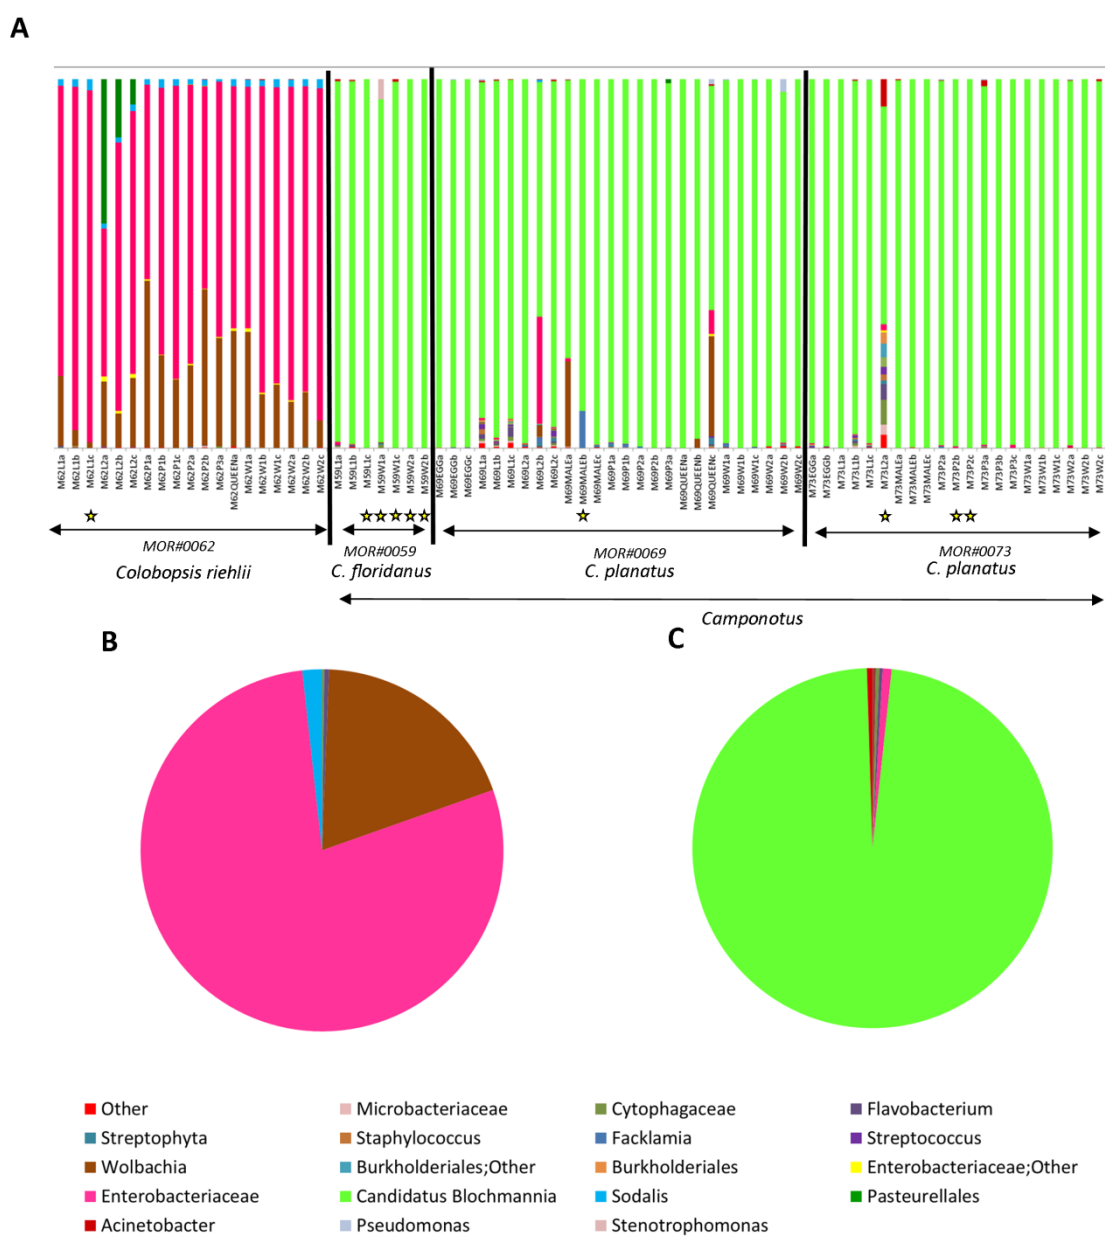 A
M62L1a
M62L1b
M62L1c
M62L2a
M62L2b
M62L2c
M62P1a
M62P1b
M62P1c
M62P2a
M62P2b
M62P3a
M62QUEENa
M62W1a
M62W1b
M62W1c
M62W2a
M62W2b
M62W2c
M59L1a
M59L1b
M59L1c
M59W1a
M59W1c
M59W2a
M59W2b
M69EGGa
M69EGGb
M69EGGc
M69L1a
M69L1b
M69L1c
M69L2a
M69L2b
M69L2c
M69MALEa
M69MALEb
M69MALEc
M69P1a
M69P1b
M69P2a
M69P2b
M69P3a
M69QUEENa
M69QUEENb
M69QUEENc
M69W1a
M69W1b
M69W1c
M69W2a
M69W2b
M69W2c
M73EGGa
M73EGGb
M73L1a
M73L1b
M73L1c
M73L2a
M73MALEa
M73MALEb
M73MALEc
M73P2a
M73P2b
M73P2c
M73P3a
M73P3b
M73P3c
M73W1a
M73W1b
M73W1c
M73W2a
M73W2b
M73W2c
MOR#0062
MOR#0059
MOR#0069
MOR#0073
Colobopsis riehlii
C. floridanus
C. planatus
C. planatus
Camponotus
B
C
Other
Microbacteriaceae
Cytophagaceae
Flavobacterium
Streptophyta
Staphylococcus
Facklamia
Streptococcus
Wolbachia
Burkholderiales;Other
Burkholderiales
Enterobacteriaceae;Other
Enterobacteriaceae
Candidatus Blochmannia
Sodalis
Pasteurellales
Acinetobacter
Pseudomonas
Stenotrophomonas